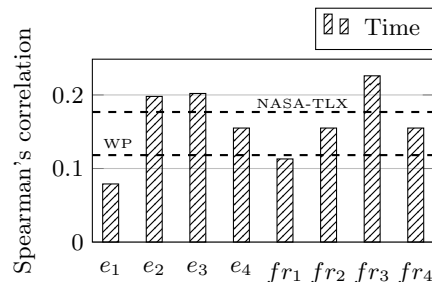 Time
Spearman's correlation
0.2
0.1
0
NASA-TLX
WP
e1 e2 e3 e4 fr1 fr2 fr3 fr4